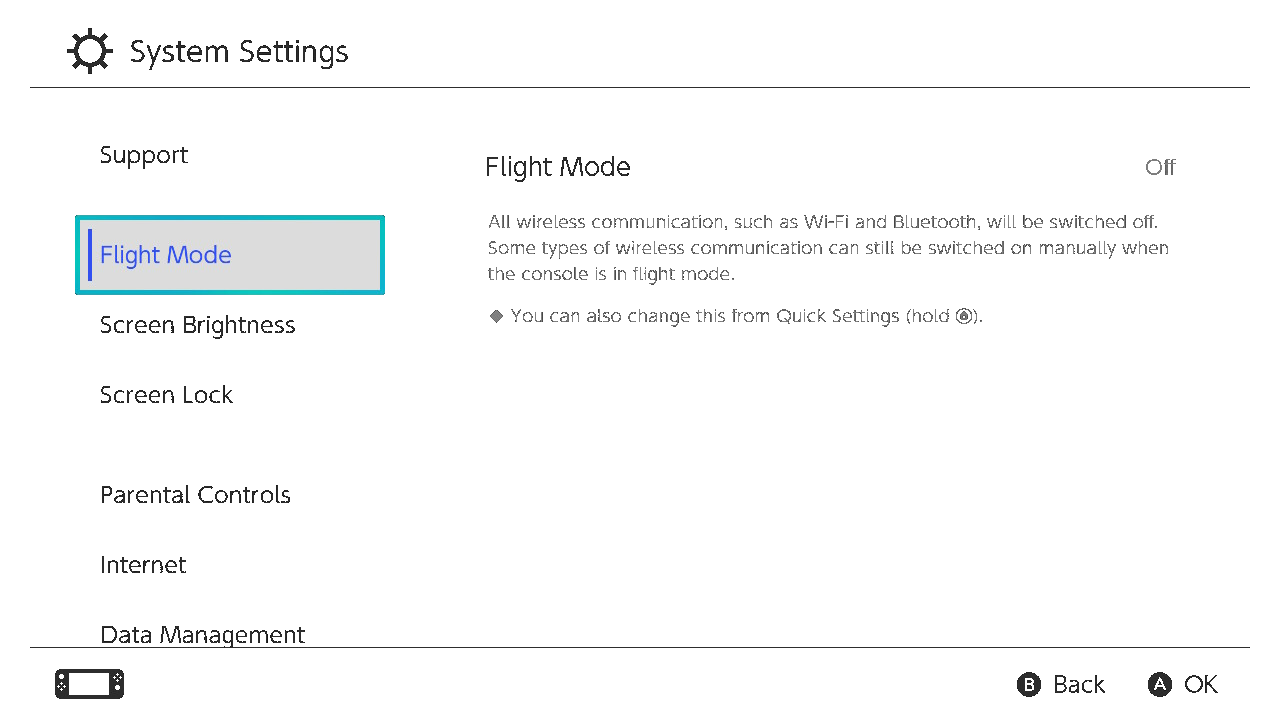 System Settings
Support
Flight Mode
Screen Brightness
Screen Lock
Parental Controls
Internet
Data Management
Flight Mode
Off
All wireless communication, such as Wi-Fi and Bluetooth, will be switched off.
Some types of wireless communication can still be switched on manually when
the console is in flight mode.
◆ You can also change this from Quick Settings (hold ).
B Back
A OK